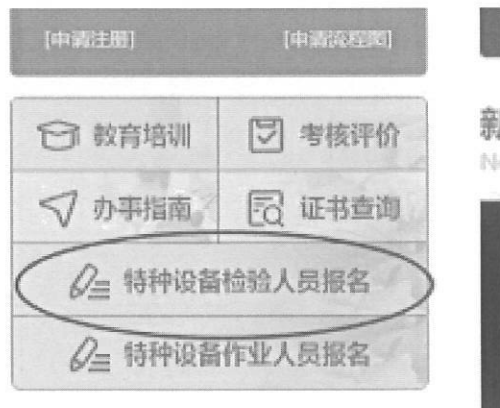 [申请注册] [申请流程图]
教育培训 考核评价
办事指南 证书查询
特种设备检验人员报名
特种设备作业人员报名
新